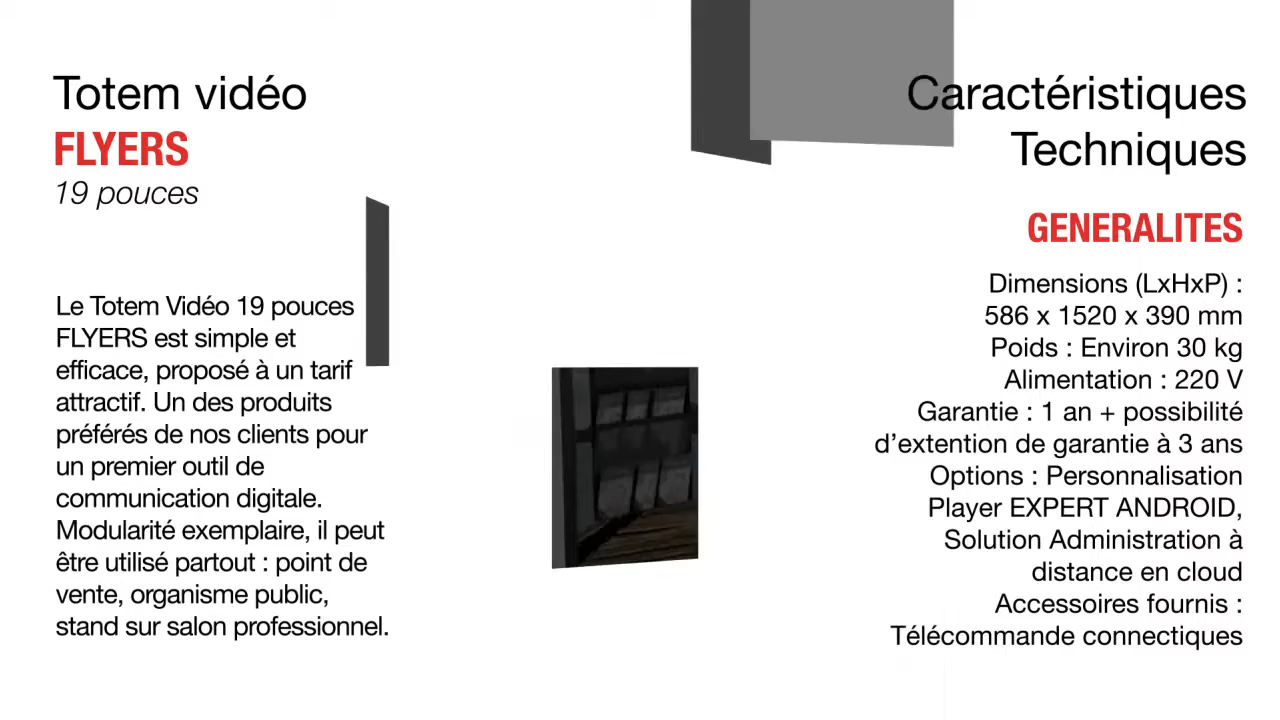 Totem vidéo
FLYERS
19 pouces
Le Totem Vidéo 19 pouces
FLYERS est simple et
efficace, proposé à un tarif
attractif. Un des produits
préférés de nos clients pour
un premier outil de
communication digitale.
Modularité exemplaire, il peut
être utilisé partout : point de
vente, organisme public,
stand sur salon professionnel.
Caractéristiques
Techniques
GENERALITES
Dimensions (LxHxP) :
586 x 1520 x 390 mm
Poids : Environ 30 kg
Alimentation : 220 V
Garantie : 1 an + possibilité
d’extention de garantie à 3 ans
Options : Personnalisation
Player EXPERT ANDROID,
Solution Administration à
distance en cloud
Accessoires fournis :
Télécommande connectiques